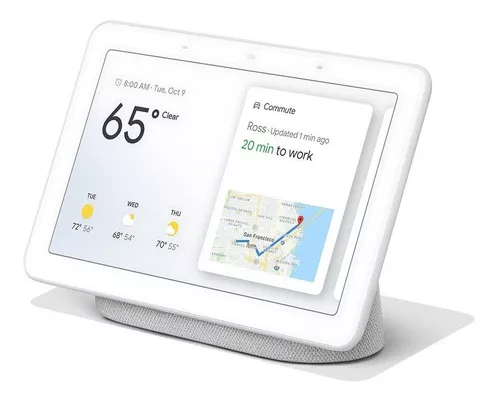 8:00 AM · Tue, Oct 9
65° Clear
TUE
72° 56°
WED
68° 54°
THU
70° 55°
Commute
Ross · Updated 1 min ago
20 min to work
San Francisco